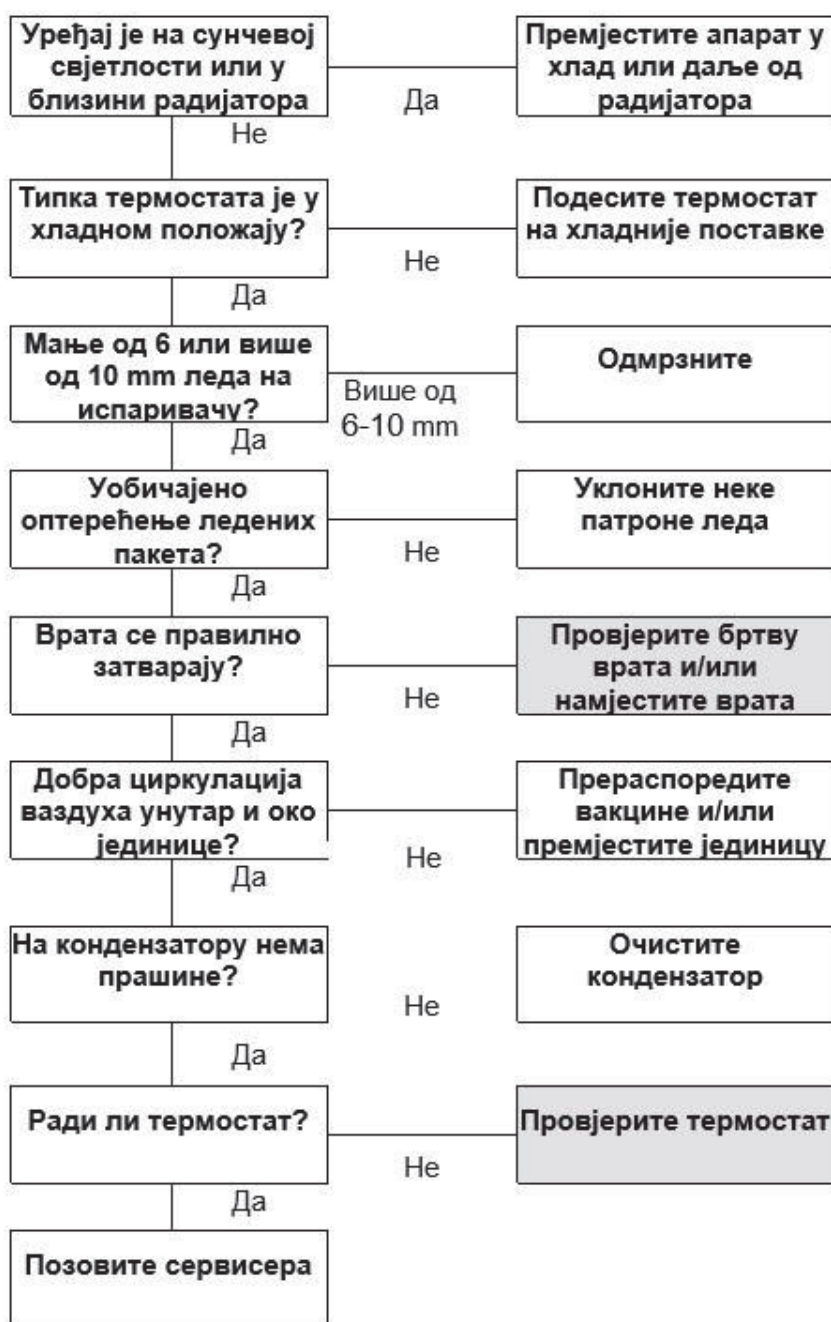 Уређај је на сунчевој
свјетлости или у
близини радијатора
Да
Премјестите апарат у
хлад или даље од
радијатора
Не
Типка термостата је у
хладном положају?
Не
Подесите термостат
на хладније поставке
Да
Мање од 6 или више
од 10 mm леда на
испаривачу?
Више од
6-10 mm
Одмрзните
Да
Уобичајено
оптерећење ледених
пакета?
Не
Уклоните неке
патроне леда
Да
Врата се правилно
затварају?
Не
Провјерите бртву
врата и/или
намјестите врата
Да
Добра циркулација
ваздуха унутар и око
јединице?
Не
Прераспоредите
вакцине и/или
премјестите јединицу
Да
На кондензатору нема
прашине?
Не
Очистите
кондензатор
Да
Ради ли термостат?
Не
Провјерите термостат
Да
Позовите сервисера